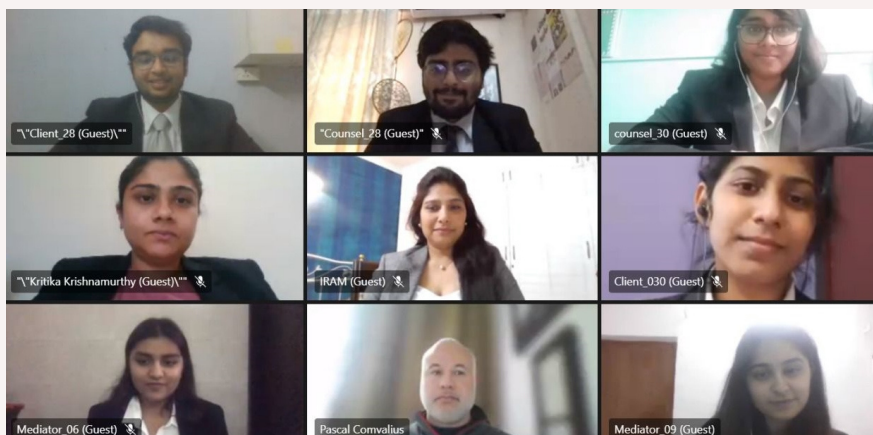 "\"Client_28 (Guest)\""
"Counsel_28 (Guest)"
counsel_30 (Guest)
"\"Kritika Krishnamurthy (Guest)\""
IRAM (Guest)
Client_030 (Guest)
Mediator_06 (Guest)
Pascal Comvalius
Mediator_09 (Guest)